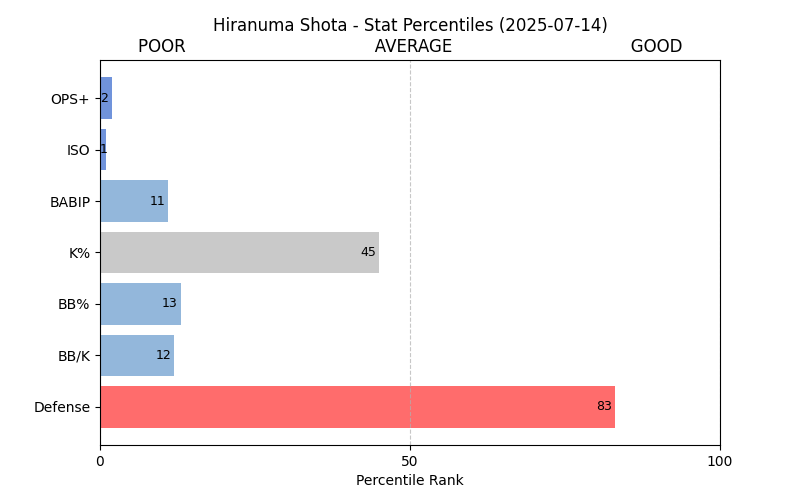 Hiranuma Shota - Stat Percentiles (2025-07-14)
POOR AVERAGE GOOD
OPS+ 2
ISO 1
BABIP 11
K% 45
BB% 13
BB/K 12
Defense 83
0 50 100
Percentile Rank